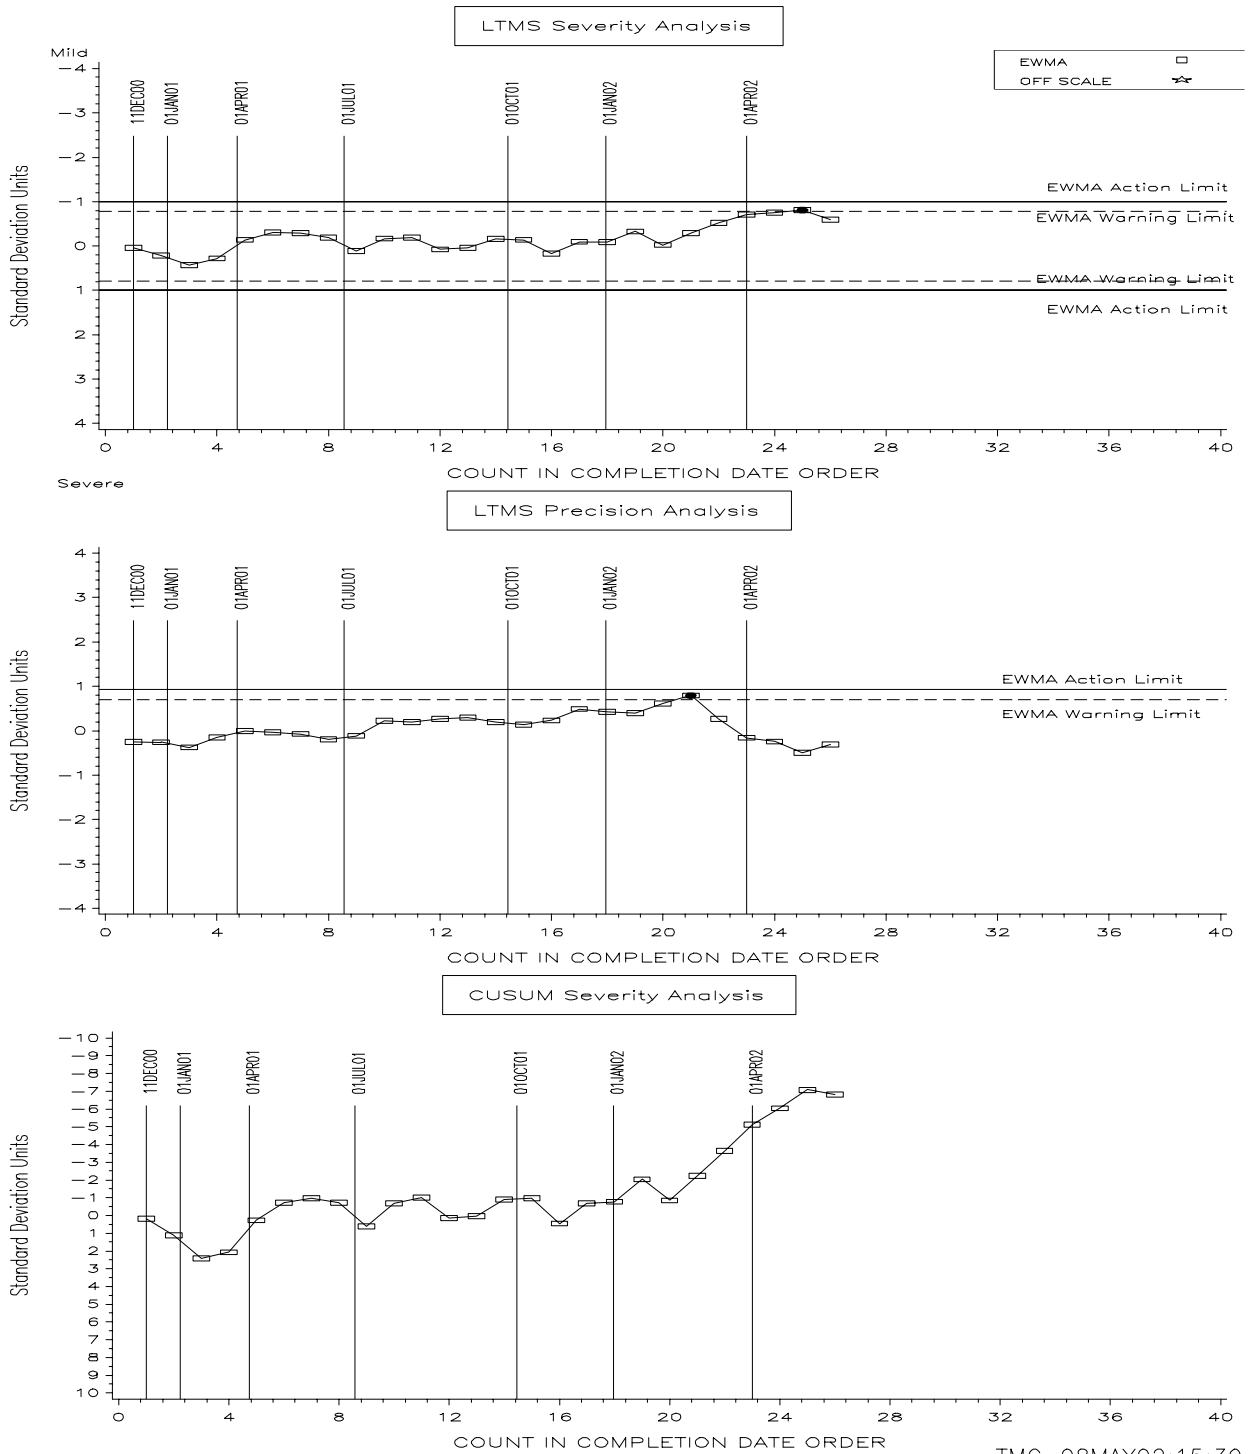 LTMS Severity Analysis
Mild
EWMA
OFF SCALE
-4
-3
-2
-1
0
1
2
3
4
Standard Deviation Units
11DEC00
01JAN01
01APR01
01JUL01
01OCT01
01JAN02
01APR02
EWMA Action Limit
EWMA Warning Limit
EWMA Warning Limit
EWMA Action Limit
0 4 8 12 16 20 24 28 32 36 40
COUNT IN COMPLETION DATE ORDER
Severe
LTMS Precision Analysis
4
3
2
1
0
-1
-2
-3
-4
Standard Deviation Units
11DEC00
01JAN01
01APR01
01JUL01
01OCT01
01JAN02
01APR02
EWMA Action Limit
EWMA Warning Limit
0 4 8 12 16 20 24 28 32 36 40
COUNT IN COMPLETION DATE ORDER
CUSUM Severity Analysis
-10
-9
-8
-7
-6
-5
-4
-3
-2
-1
0
1
2
3
4
5
6
7
8
9
10
Standard Deviation Units
11DEC00
01JAN01
01APR01
01JUL01
01OCT01
01JAN02
01APR02
0 4 8 12 16 20 24 28 32 36 40
COUNT IN COMPLETION DATE ORDER
TMC